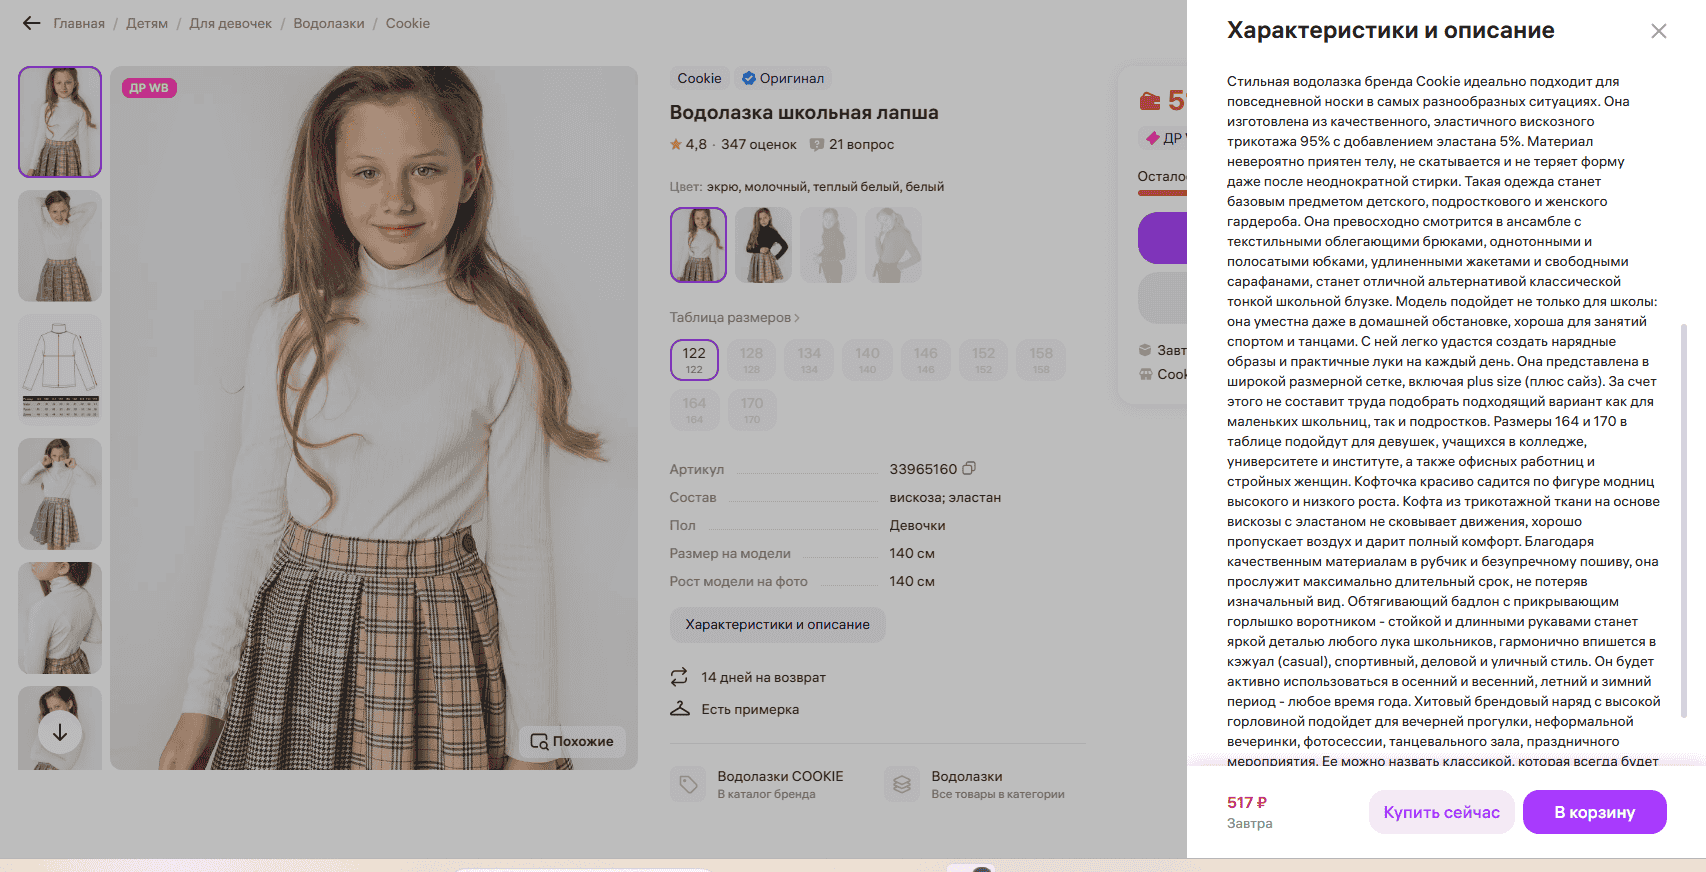 Главная / Детям / Для девочек / Водолазки / Cookie
ДР WB
Похожие
Cookie
Оригинал
Водолазка школьная лапша
4,8 · 347 оценок
21 вопрос
Цвет: экрю, молочный, теплый белый, белый
Таблица размеров
122 128 134 140 146 152 158
122 128 134 140 146 152 158
164 170
164 170
Артикул 33965160
Состав вискоза; эластан
Пол Девочки
Размер на модели 140 см
Рост модели на фото 140 см
Характеристики и описание
14 дней на возврат
Есть примерка
Водолазки COOKIE
В каталог бренда
Водолазки
Все товары в категории
ДР
Характеристики и описание
Стильная водолазка бренда Cookie идеально подходит для
повседневной носки в самых разнообразных ситуациях. Она
изготовлена из качественного, эластичного вискозного
трикотажа 95% с добавлением эластана 5%. Материал
невероятно приятен телу, не скатывается и не теряет форму
даже после неоднократной стирки. Такая одежда станет
базовым предметом детского, подросткового и женского
гардероба. Она превосходно смотрится в ансамбле с
текстильными облегающими брюками, однотонными и
полосатыми юбками, удлиненными жакетами и свободными
сарафанами, станет отличной альтернативой классической
тонкой школьной блузке. Модель подойдет не только для школы:
она уместна даже в домашней обстановке, хороша для занятий
спортом и танцами. С ней легко удастся создать нарядные
образы и практичные луки на каждый день. Она представлена в
широкой размерной сетке, включая plus size (плюс сайз). За счет
этого не составит труда подобрать подходящий вариант как для
маленьких школьниц, так и подростков. Размеры 164 и 170 в
таблице подойдут для девушек, учащихся в колледже,
университете и институте, а также офисных работниц и
стройных женщин. Кофточка красиво садится по фигуре модниц
высокого и низкого роста. Кофта из трикотажной ткани на основе
вискозы с эластаном не сковывает движения, хорошо
пропускает воздух и дарит полный комфорт. Благодаря
качественным материалам в рубчик и безупречному пошиву, она
прослужит максимально длительный срок, не потеряв
изначальный вид. Обтягивающий бадлон с прикрывающим
горлышко воротником - стойкой и длинными рукавами станет
яркой деталью любого лука школьников, гармонично впишется в
кэжуал (casual), спортивный, деловой и уличный стиль. Он будет
активно использоваться в осенний и весенний, летний и зимний
период - любое время года. Хитовый брендовый наряд с высокой
горловиной подойдет для вечерней прогулки, неформальной
вечеринки, фотосессии, танцевального зала, праздничного
мероприятия. Ее можно назвать классикой, которая всегда будет
517 ₽
Завтра
Купить сейчас
В корзину